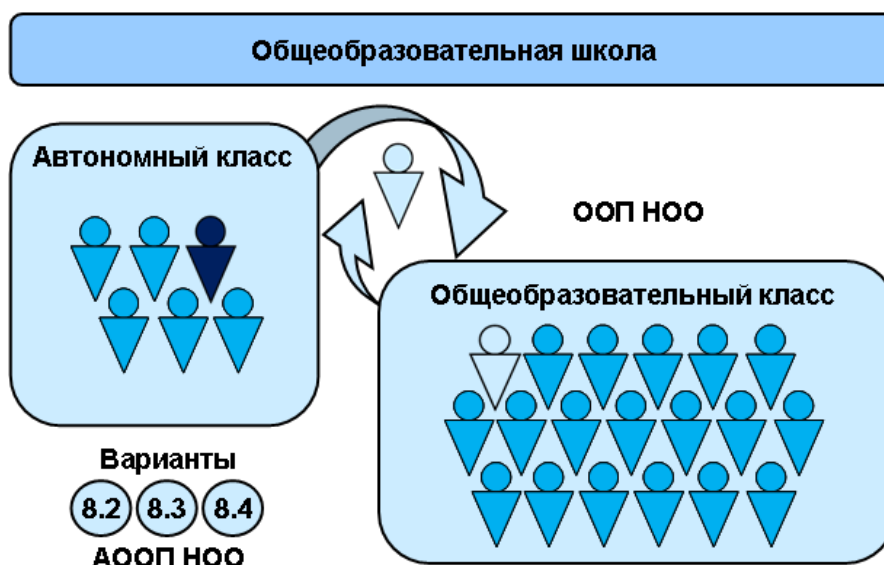 Общеобразовательная школа
Автономный класс
ООП НОО
Общеобразовательный класс
Варианты
8.2 8.3 8.4
АООП НОО